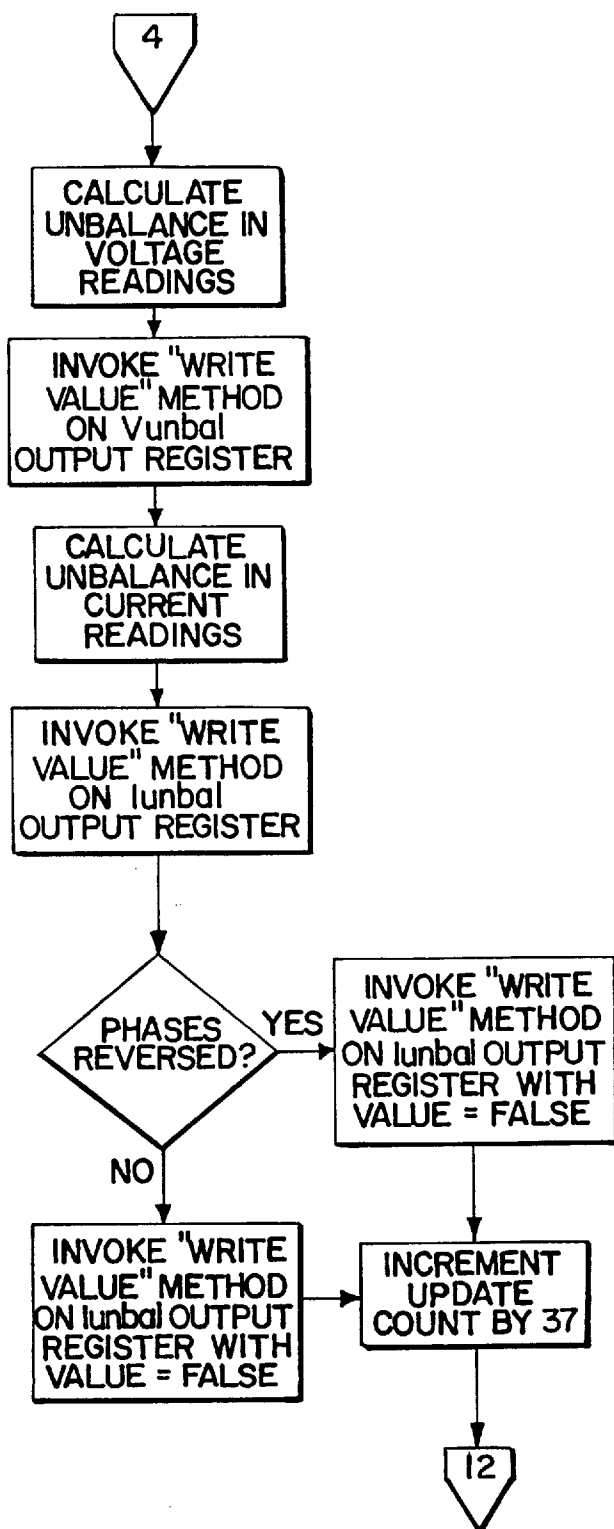 4
CALCULATE
UNBALANCE IN
VOLTAGE
READINGS
INVOKE "WRITE
VALUE" METHOD
ON Vunbal
OUTPUT REGISTER
CALCULATE
UNBALANCE IN
CURRENT
READINGS
INVOKE "WRITE
VALUE" METHOD
ON Iunbal
OUTPUT REGISTER
PHASES
REVERSED?
YES
INVOKE "WRITE
VALUE" METHOD
ON Iunbal OUTPUT
REGISTER WITH
VALUE = FALSE
NO
INVOKE "WRITE
VALUE" METHOD
ON Iunbal OUTPUT
REGISTER WITH
VALUE = FALSE
INCREMENT
UPDATE
COUNT BY 37
12